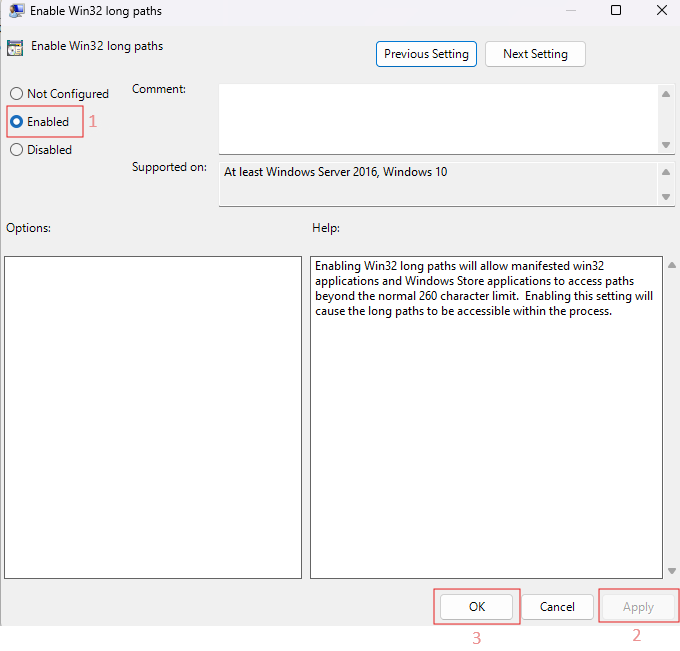 Enable Win32 long paths
Enable Win32 long paths
Previous Setting
Next Setting
Not Configured
Comment:
Enabled
1
Disabled
Supported on:
At least Windows Server 2016, Windows 10
Options:
Help:
Enabling Win32 long paths will allow manifested win32
applications and Windows Store applications to access paths
beyond the normal 260 character limit.  Enabling this setting will
cause the long paths to be accessible within the process.
OK
Cancel
Apply
3
2